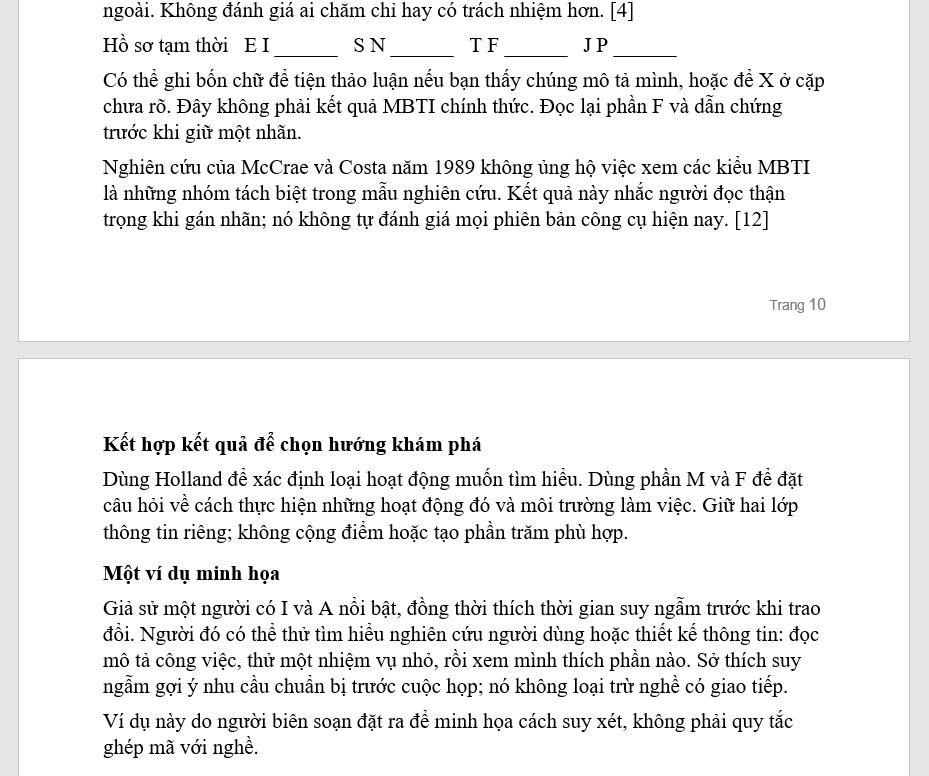 ngoài. Không đánh giá ai chăm chỉ hay có trách nhiệm hơn. [4]
Hồ sơ tạm thời E I______ S N______ T F______ J P______
Có thể ghi bốn chữ để tiện thảo luận nếu bạn thấy chúng mô tả mình, hoặc để X ở cặp
chưa rõ. Đây không phải kết quả MBTI chính thức. Đọc lại phần F và dẫn chứng
trước khi giữ một nhãn.
Nghiên cứu của McCrae và Costa năm 1989 không ủng hộ việc xem các kiểu MBTI
là những nhóm tách biệt trong mẫu nghiên cứu. Kết quả này nhắc người đọc thận
trọng khi gán nhãn; nó không tự đánh giá mọi phiên bản công cụ hiện nay. [12]
Trang 10
Kết hợp kết quả để chọn hướng khám phá
Dùng Holland để xác định loại hoạt động muốn tìm hiểu. Dùng phần M và F để đặt
câu hỏi về cách thực hiện những hoạt động đó và môi trường làm việc. Giữ hai lớp
thông tin riêng; không cộng điểm hoặc tạo phần trăm phù hợp.
Một ví dụ minh họa
Giả sử một người có I và A nổi bật, đồng thời thích thời gian suy ngẫm trước khi trao
đổi. Người đó có thể thử tìm hiểu nghiên cứu người dùng hoặc thiết kế thông tin: đọc
mô tả công việc, thử một nhiệm vụ nhỏ, rồi xem mình thích phần nào. Sở thích suy
ngẫm gợi ý nhu cầu chuẩn bị trước cuộc họp; nó không loại trừ nghề có giao tiếp.
Ví dụ này do người biên soạn đặt ra để minh họa cách suy xét, không phải quy tắc
ghép mã với nghề.